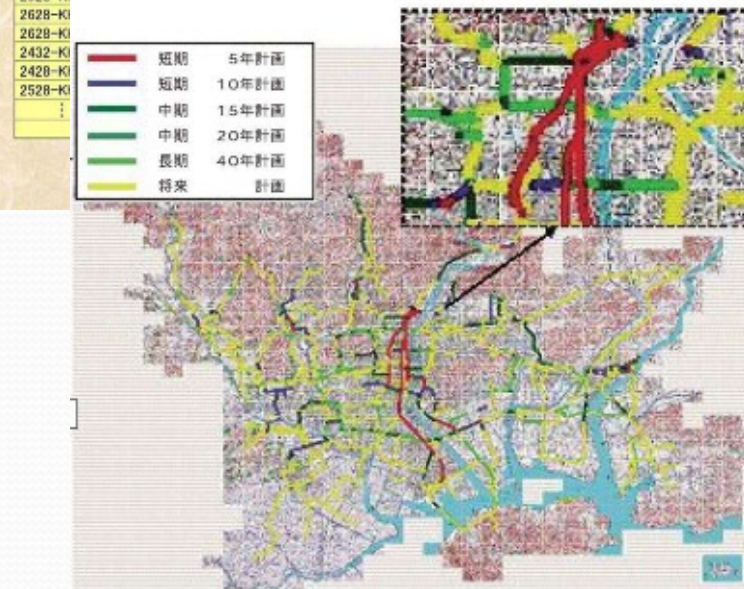 2628-K
2628-K
2432-K
2428-K
2528-K
短期 5年計画
短期 10年計画
中期 15年計画
中期 20年計画
長期 40年計画
将来 計画